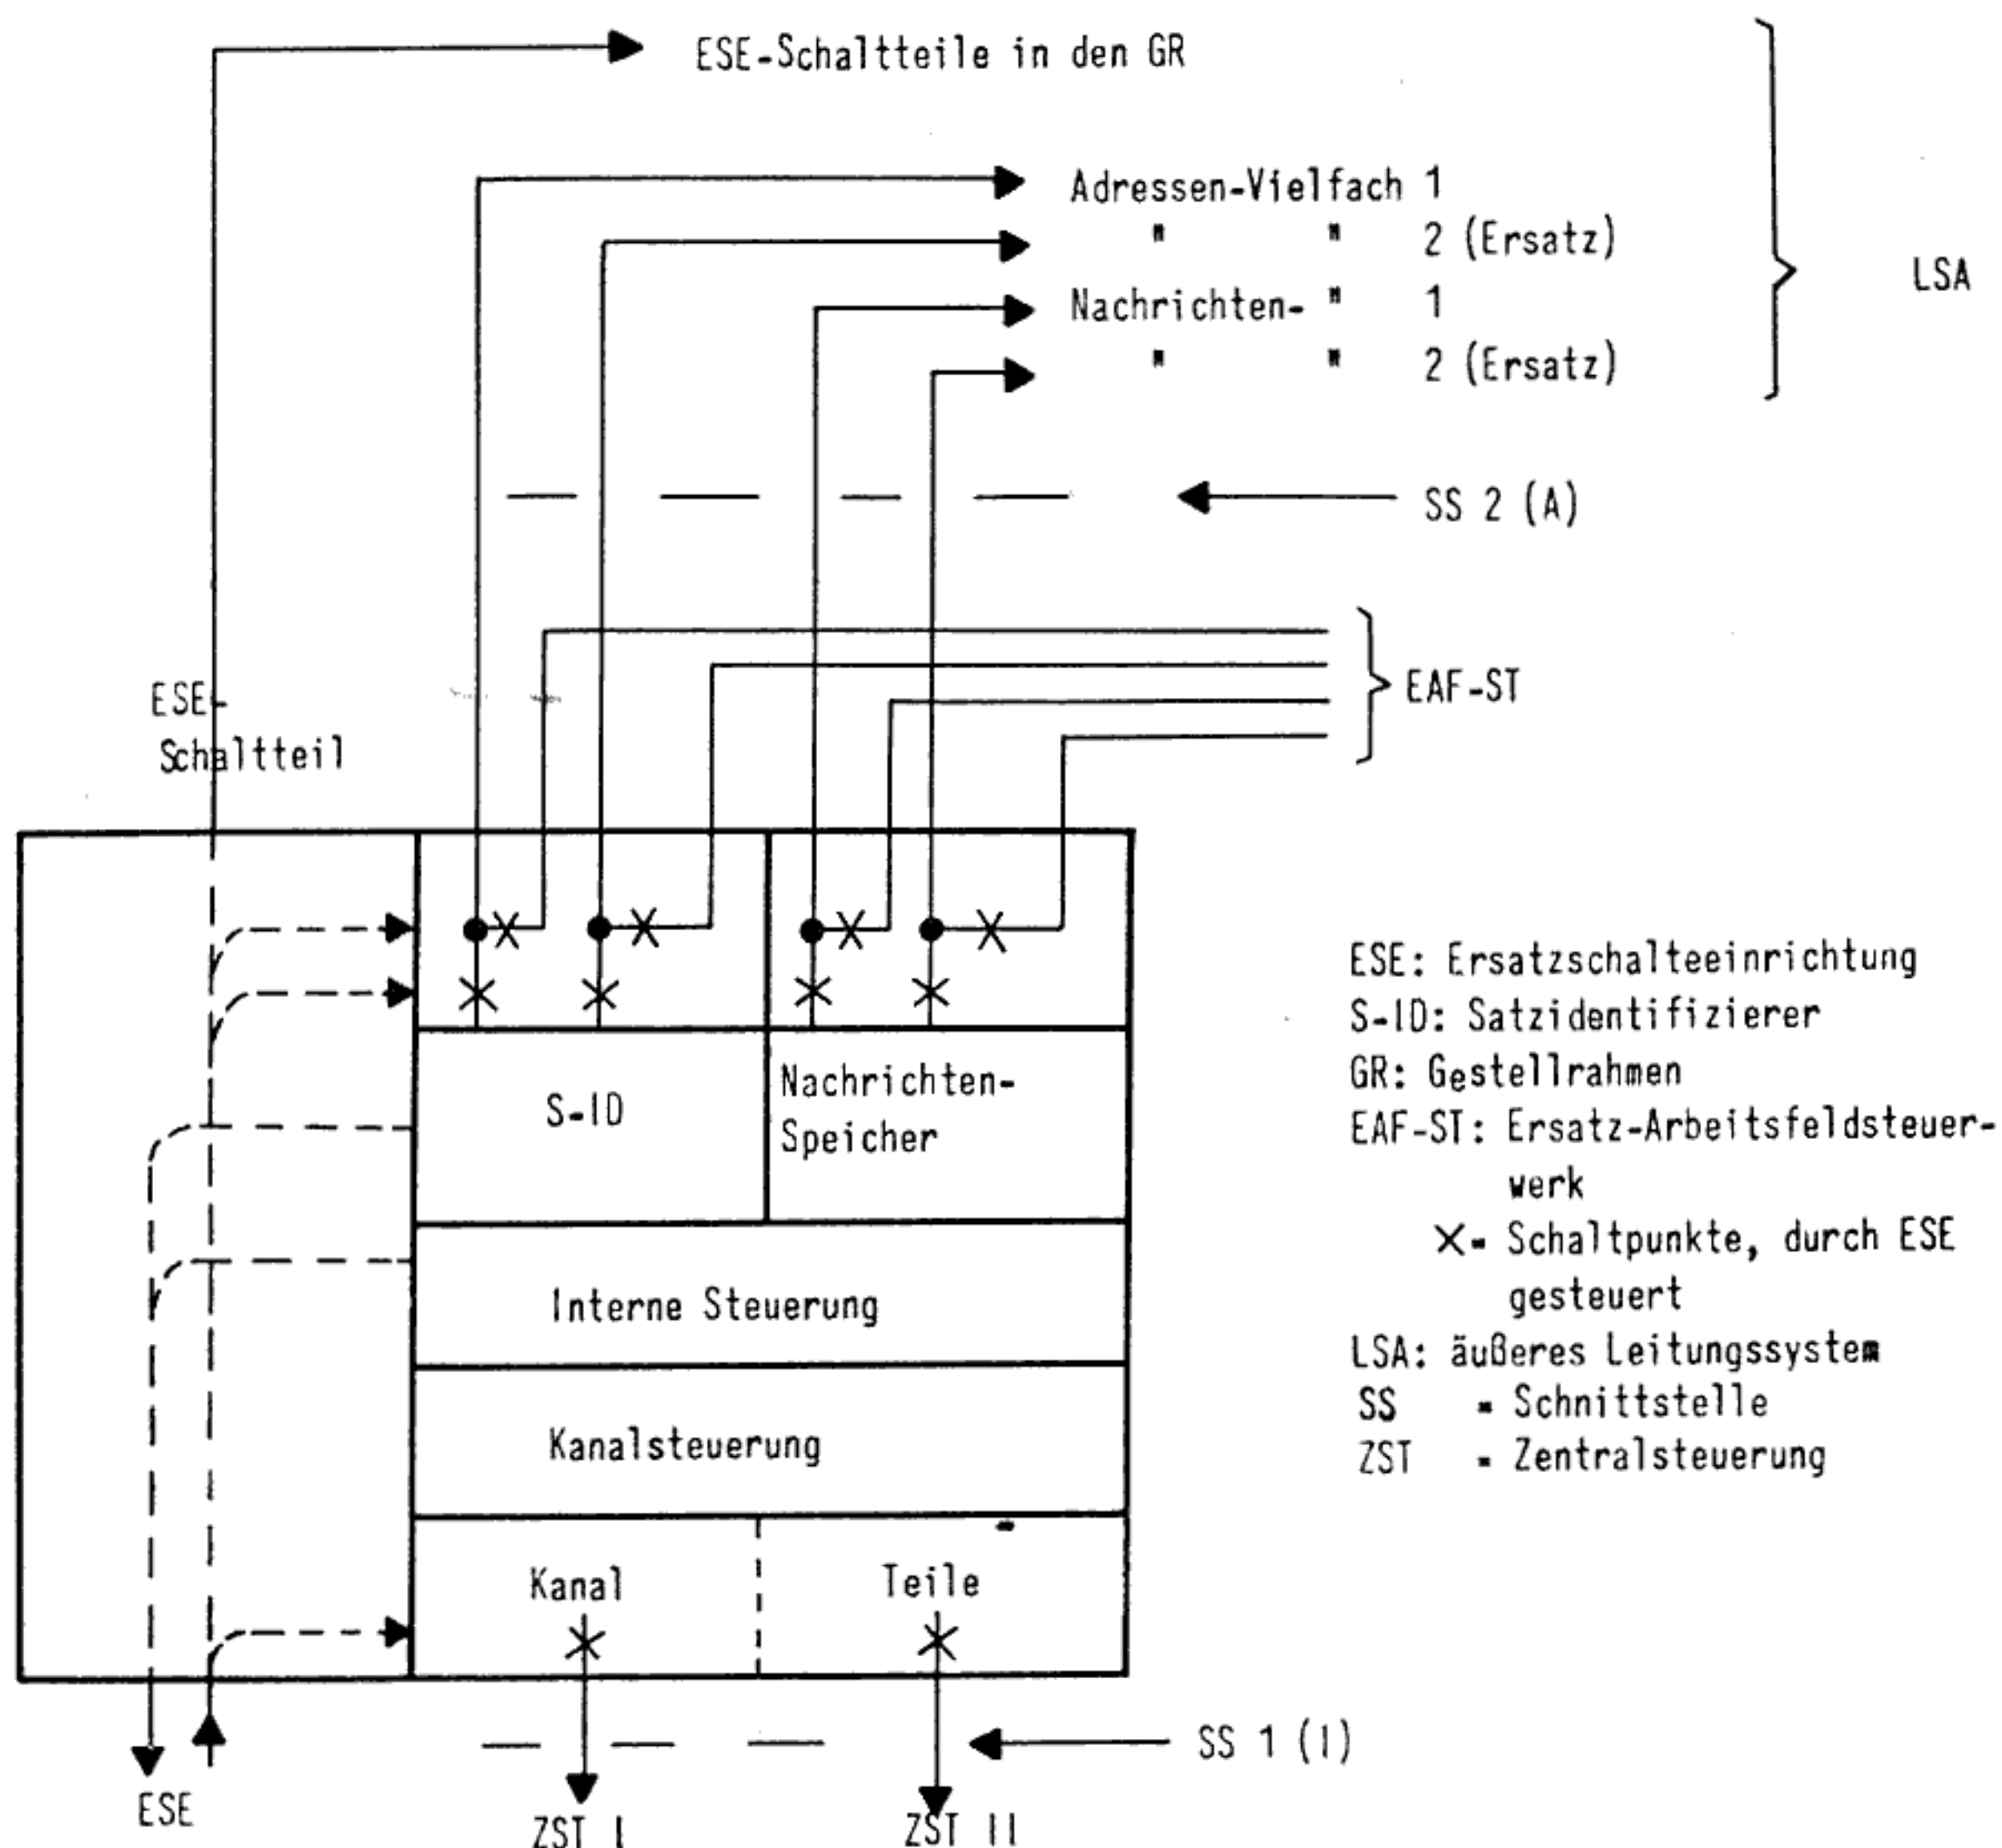 ESE-Schaltteile in den GR
Adressen-Vielfach 1
" " 2 (Ersatz)
Nachrichten- " 1
" " 2 (Ersatz)
LSA
SS 2 (A)
EAF-ST
ESE-
Schaltteil
S-ID
Nachrichten-
Speicher
Interne Steuerung
Kanalsteuerung
Kanal
Teile
SS 1 (I)
ESE
ZST I
ZST II
ESE: Ersatzschalteeinrichtung
S-ID: Satzidentifizierer
GR: Gestellrahmen
EAF-ST: Ersatz-Arbeitsfeldsteuer-
werk
X= Schaltpunkte, durch ESE
gesteuert
LSA: äußeres Leitungssystem
SS = Schnittstelle
ZST = Zentralsteuerung